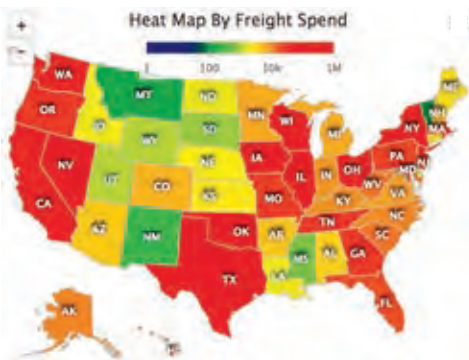 +
Heat Map By Freight Spend
−
1 100 10k 1M
WA
MT
ND
ME
OR
ID
MN
NH
WI
NY
MA
SD
WY
MI
IA
PA
NE
NV
OH
NJ
IL
IN
MD
UT
CO
WV
CA
KS
MO
VA
KY
NC
TN
OK
AZ
NM
AR
SC
MS
AL
GA
TX
LA
AK
FL